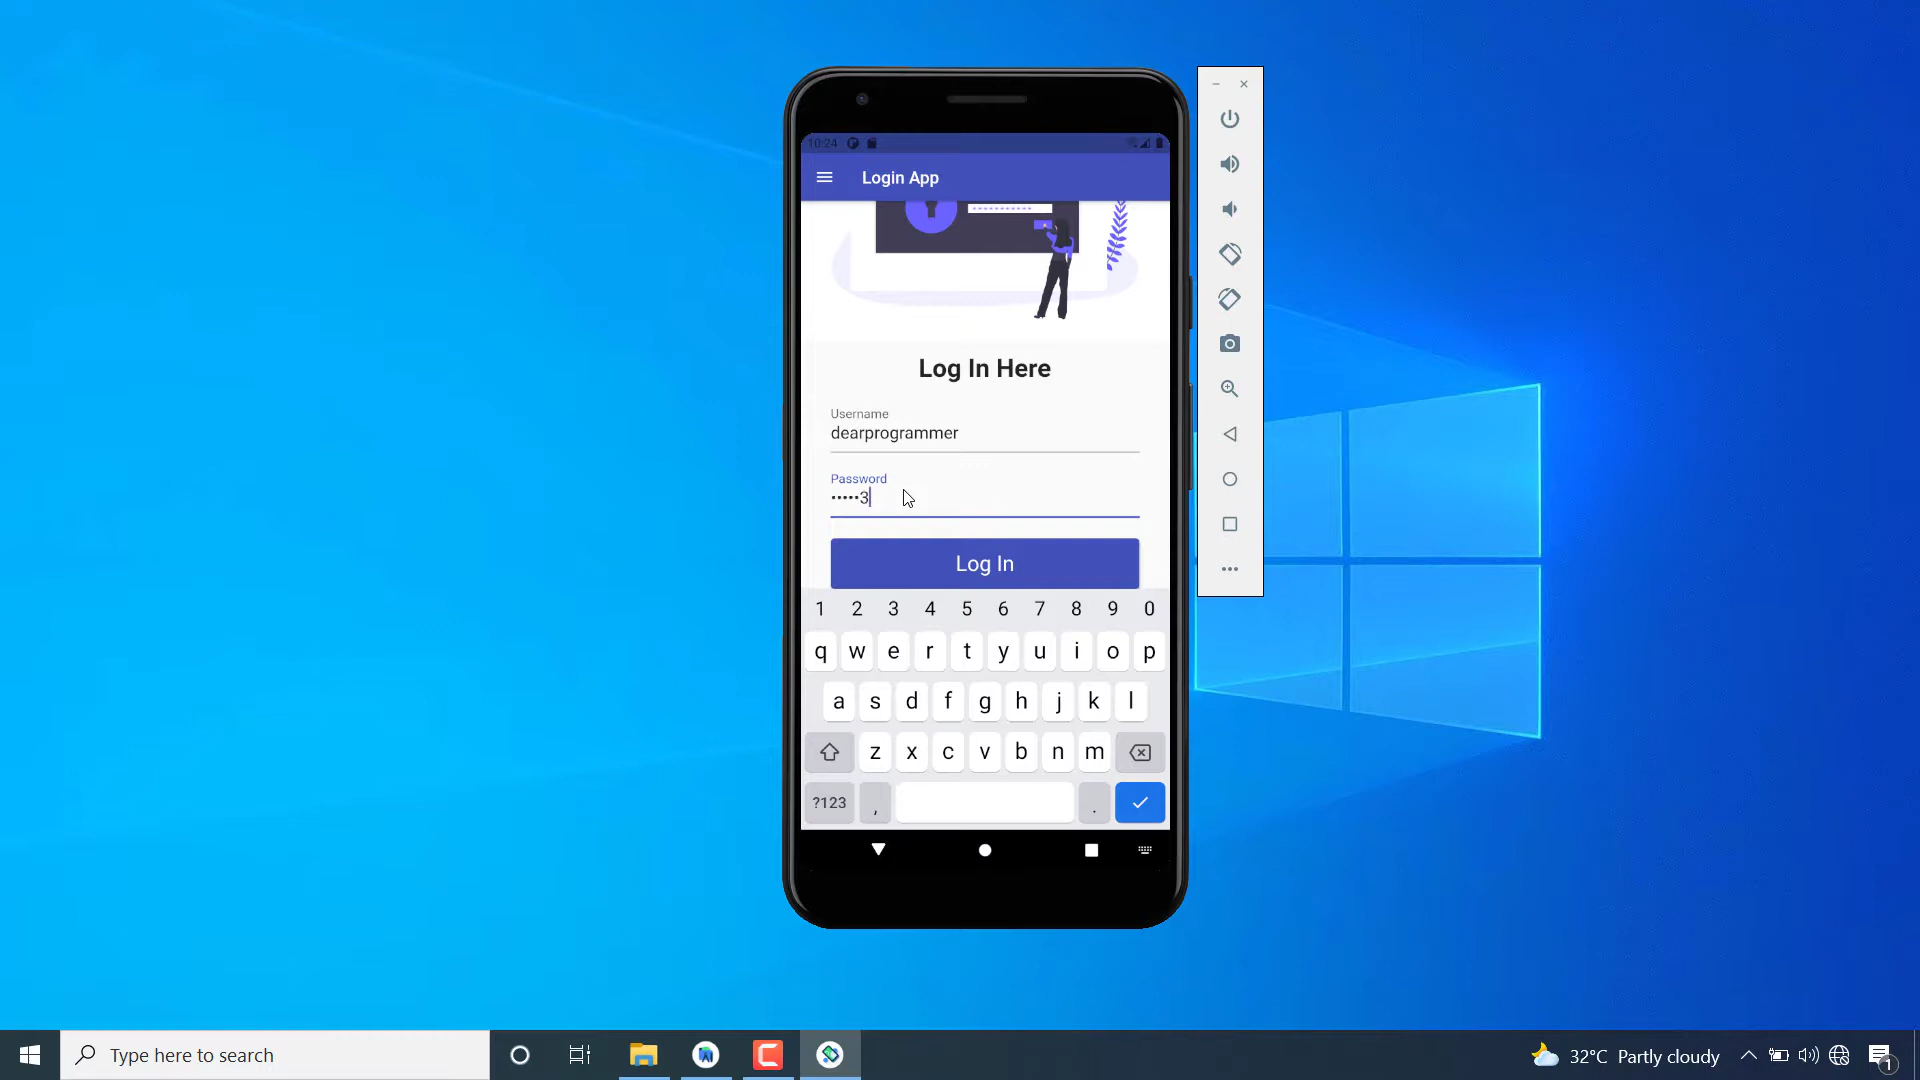 10:24
Login App
Log In Here
Username
dearprogrammer
Password
•••••3
Log In
1 2 3 4 5 6 7 8 9 0
q w e r t y u i o p
a s d f g h j k l
z x c v b n m
?123 , .
Type here to search
32°C Partly cloudy
1